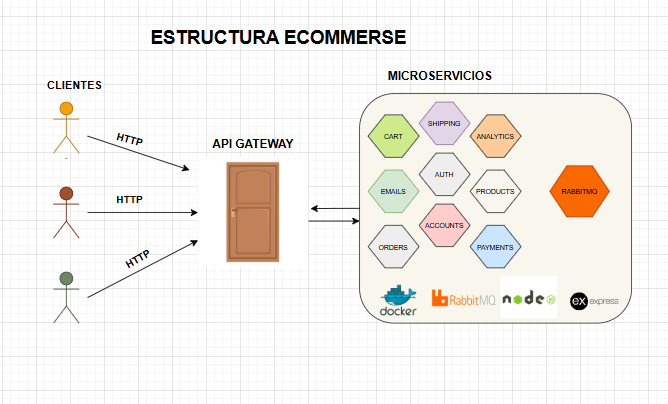 ESTRUCTURA ECOMMERSE
CLIENTES
HTTP
HTTP
HTTP
API GATEWAY
MICROSERVICIOS
CART
SHIPPING
ANALYTICS
EMAILS
AUTH
PRODUCTS
RABBITMQ
ORDERS
ACCOUNTS
PAYMENTS
docker
RabbitMQ
node JS
ex express